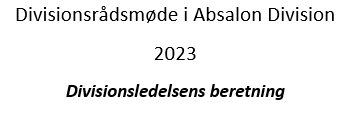 Divisionsrådsmøde i Absalon Division
2023
Divisionsledelsens beretning